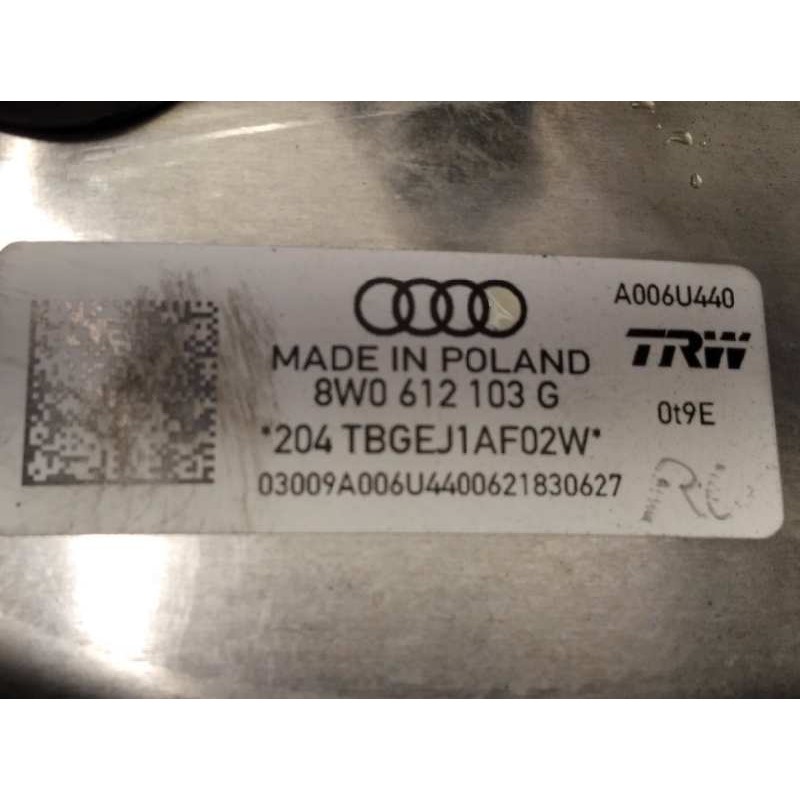 A006U440
TRW
MADE IN POLAND
8W0 612 103 G
0t9E
*204 TBGEJ1AF02W*
03009A006U4400621830627